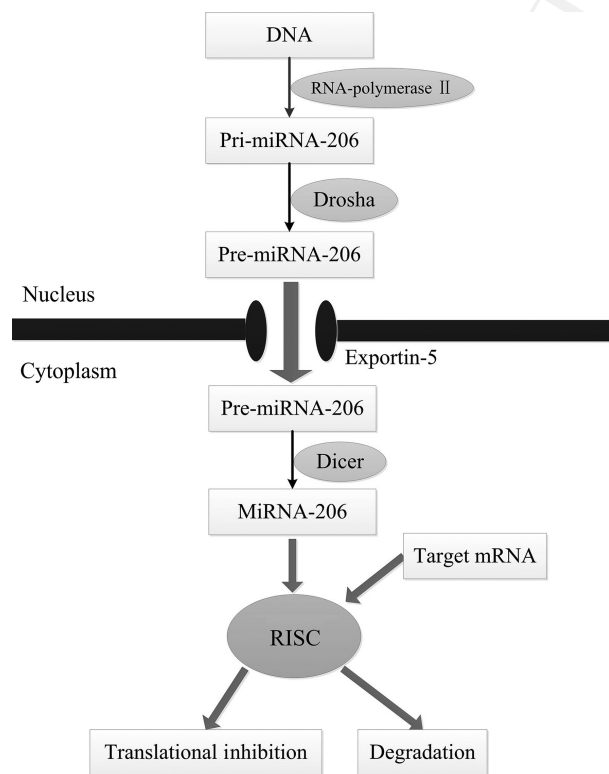 DNA
RNA-polymerase Ⅱ
Pri-miRNA-206
Drosha
Pre-miRNA-206
Nucleus
Exportin-5
Cytoplasm
Pre-miRNA-206
Dicer
MiRNA-206
Target mRNA
RISC
Translational inhibition
Degradation